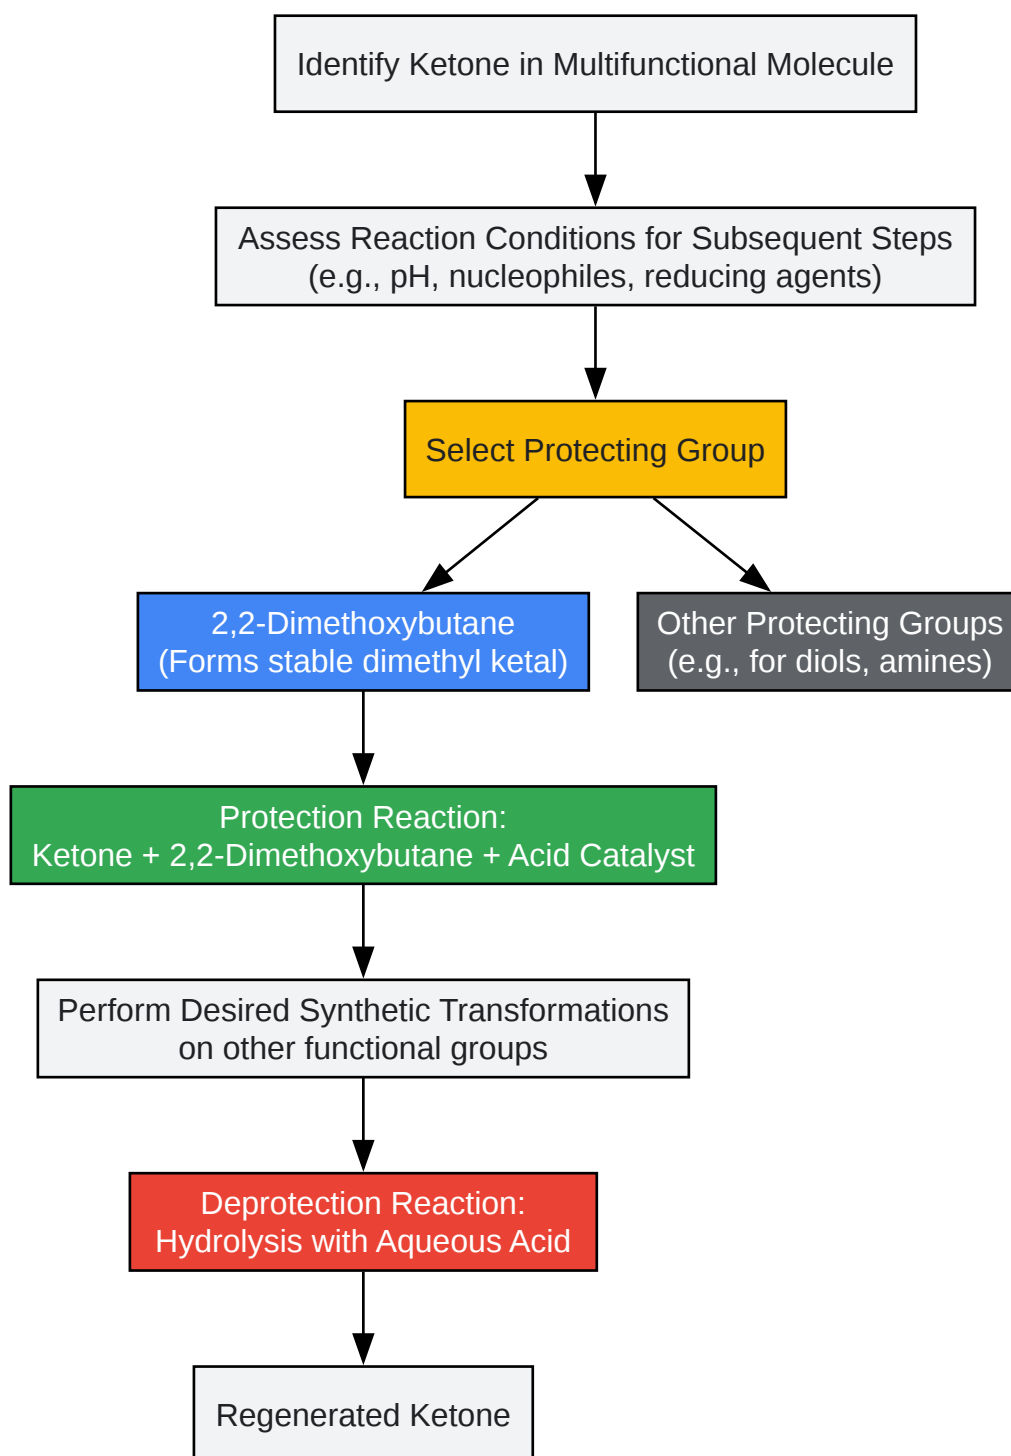 Identify Ketone in Multifunctional Molecule
Assess Reaction Conditions for Subsequent Steps
(e.g., pH, nucleophiles, reducing agents)
Select Protecting Group
2,2-Dimethoxybutane
(Forms stable dimethyl ketal)
Other Protecting Groups
(e.g., for diols, amines)
Protection Reaction:
Ketone + 2,2-Dimethoxybutane + Acid Catalyst
Perform Desired Synthetic Transformations
on other functional groups
Deprotection Reaction:
Hydrolysis with Aqueous Acid
Regenerated Ketone